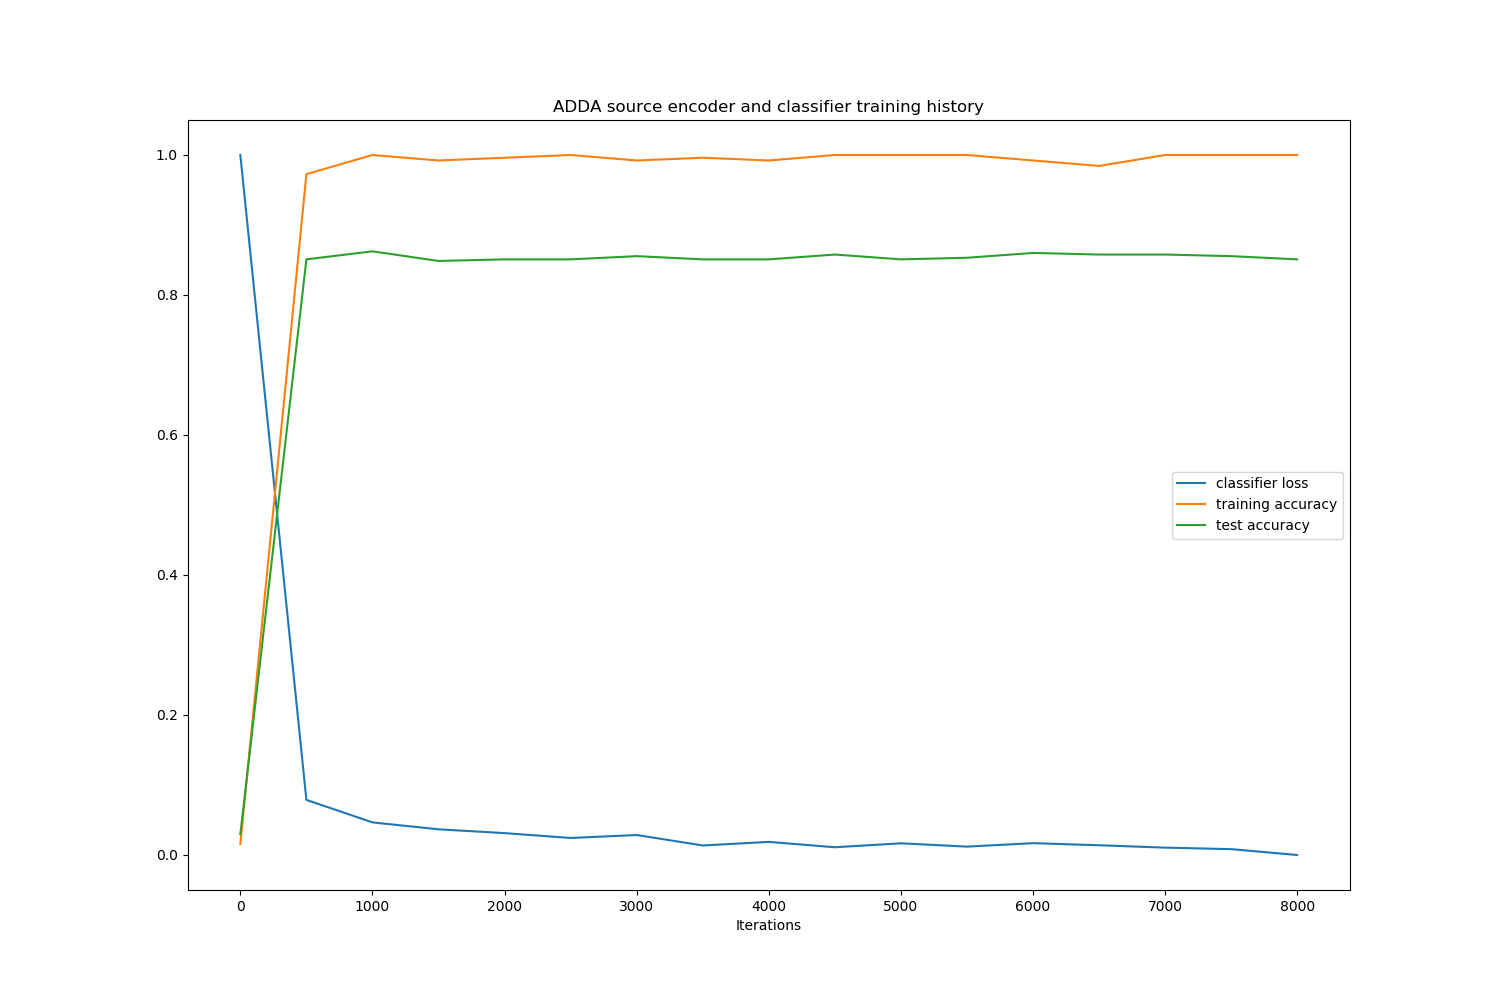 ADDA source encoder and classifier training history
1.0
0.8
0.6
0.4
0.2
0.0
classifier loss
training accuracy
test accuracy
0 1000 2000 3000 4000 5000 6000 7000 8000
Iterations